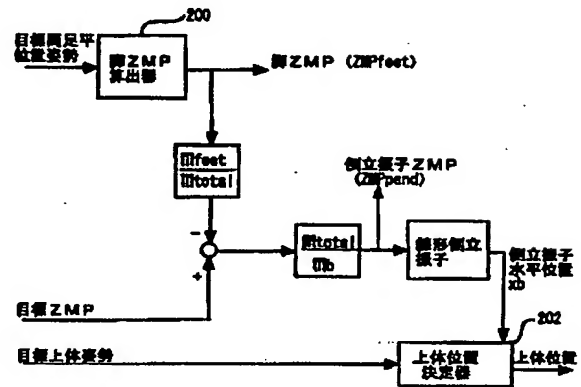 200
目標両足平
位置姿勢
脚ZMP
算出器
脚ZMP (ZMPfeet)
mfeet
mtotal
倒立振子ZMP
(ZMPpend)
−
+
mtotal
mb
線形倒立
振子
倒立振子
水平位置
xb
目標ZMP
202
目標上体姿勢
上体位置
決定器
上体位置